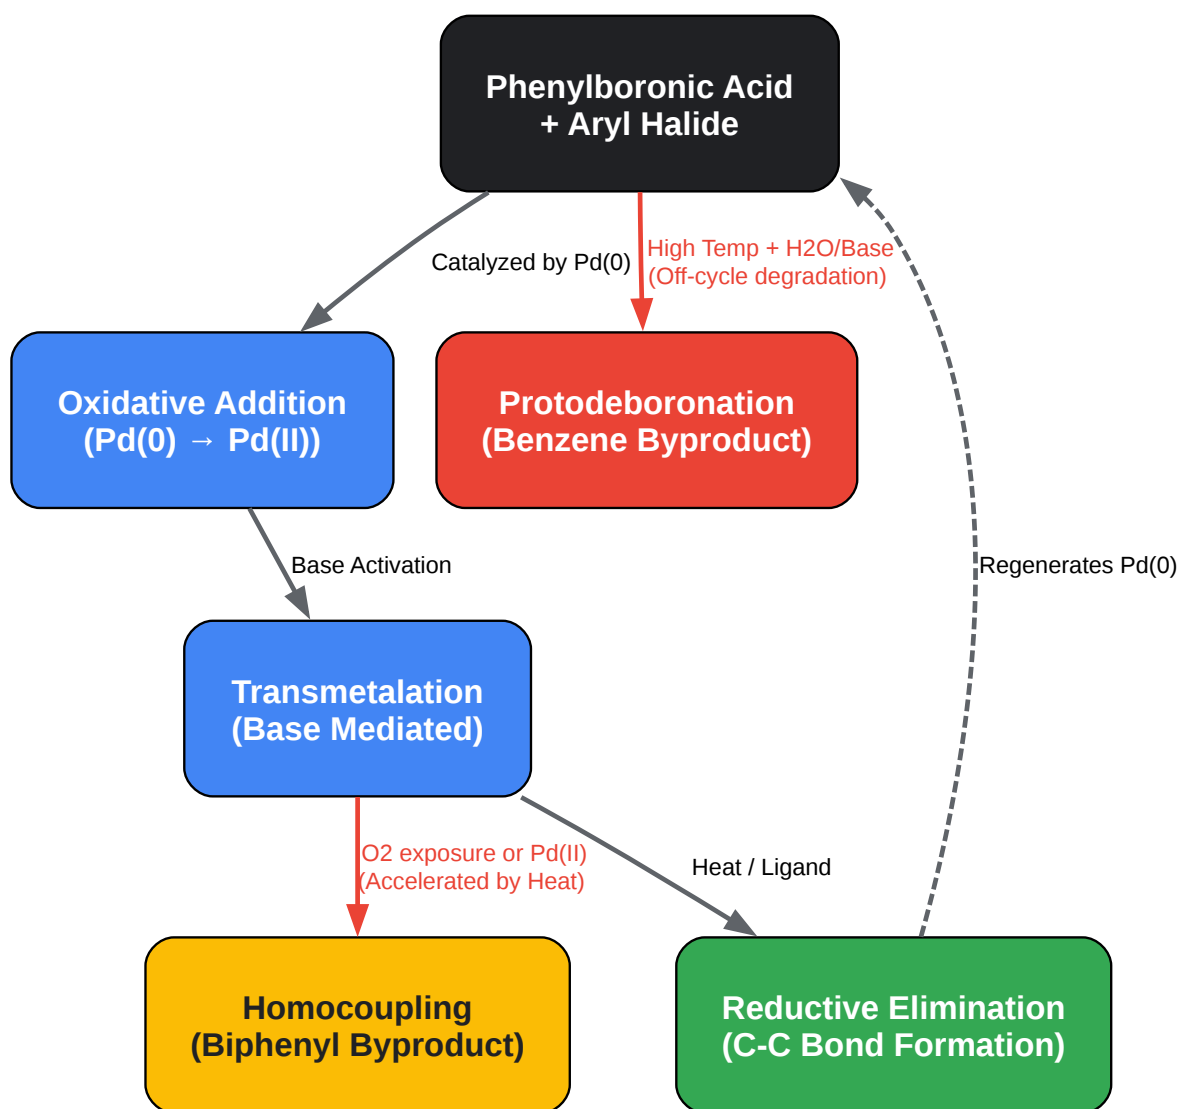 Phenylboronic Acid
+ Aryl Halide
Catalyzed by Pd(0)
High Temp + H2O/Base
(Off-cycle degradation)
Oxidative Addition
(Pd(0) → Pd(II))
Protodeboronation
(Benzene Byproduct)
Base Activation
Regenerates Pd(0)
Transmetalation
(Base Mediated)
O2 exposure or Pd(II)
(Accelerated by Heat)
Heat / Ligand
Homocoupling
(Biphenyl Byproduct)
Reductive Elimination
(C-C Bond Formation)